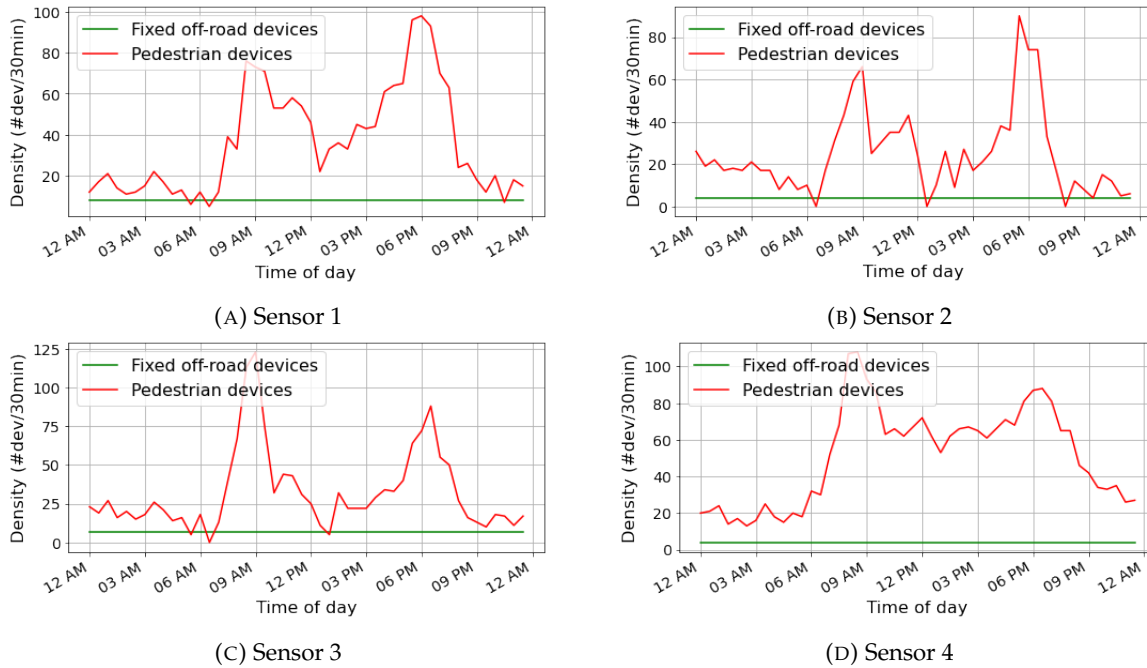 Density (#dev/30min)
100
80
60
40
20
Fixed off-road devices
Pedestrian devices
12 AM
03 AM
06 AM
09 AM
12 PM
03 PM
06 PM
09 PM
12 AM
Time of day
(A) Sensor 1
Density (#dev/30min)
80
60
40
20
0
Fixed off-road devices
Pedestrian devices
12 AM
03 AM
06 AM
09 AM
12 PM
03 PM
06 PM
09 PM
12 AM
Time of day
(B) Sensor 2
Density (#dev/30min)
125
100
75
50
25
0
Fixed off-road devices
Pedestrian devices
12 AM
03 AM
06 AM
09 AM
12 PM
03 PM
06 PM
09 PM
12 AM
Time of day
(C) Sensor 3
Density (#dev/30min)
100
80
60
40
20
0
Fixed off-road devices
Pedestrian devices
12 AM
03 AM
06 AM
09 AM
12 PM
03 PM
06 PM
09 PM
12 AM
Time of day
(D) Sensor 4